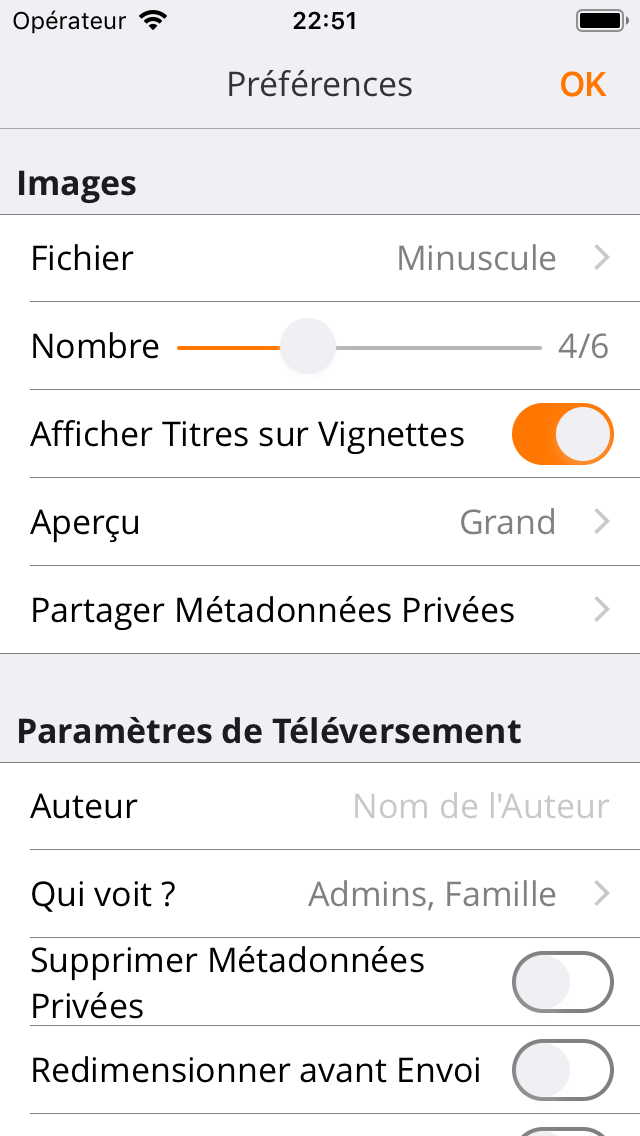 Opérateur 22:51
Préférences OK
Images
Fichier Minuscule
Nombre 4/6
Afficher Titres sur Vignettes
Aperçu Grand
Partager Métadonnées Privées
Paramètres de Téléversement
Auteur Nom de l'Auteur
Qui voit ? Admins, Famille
Supprimer Métadonnées
Privées
Redimensionner avant Envoi